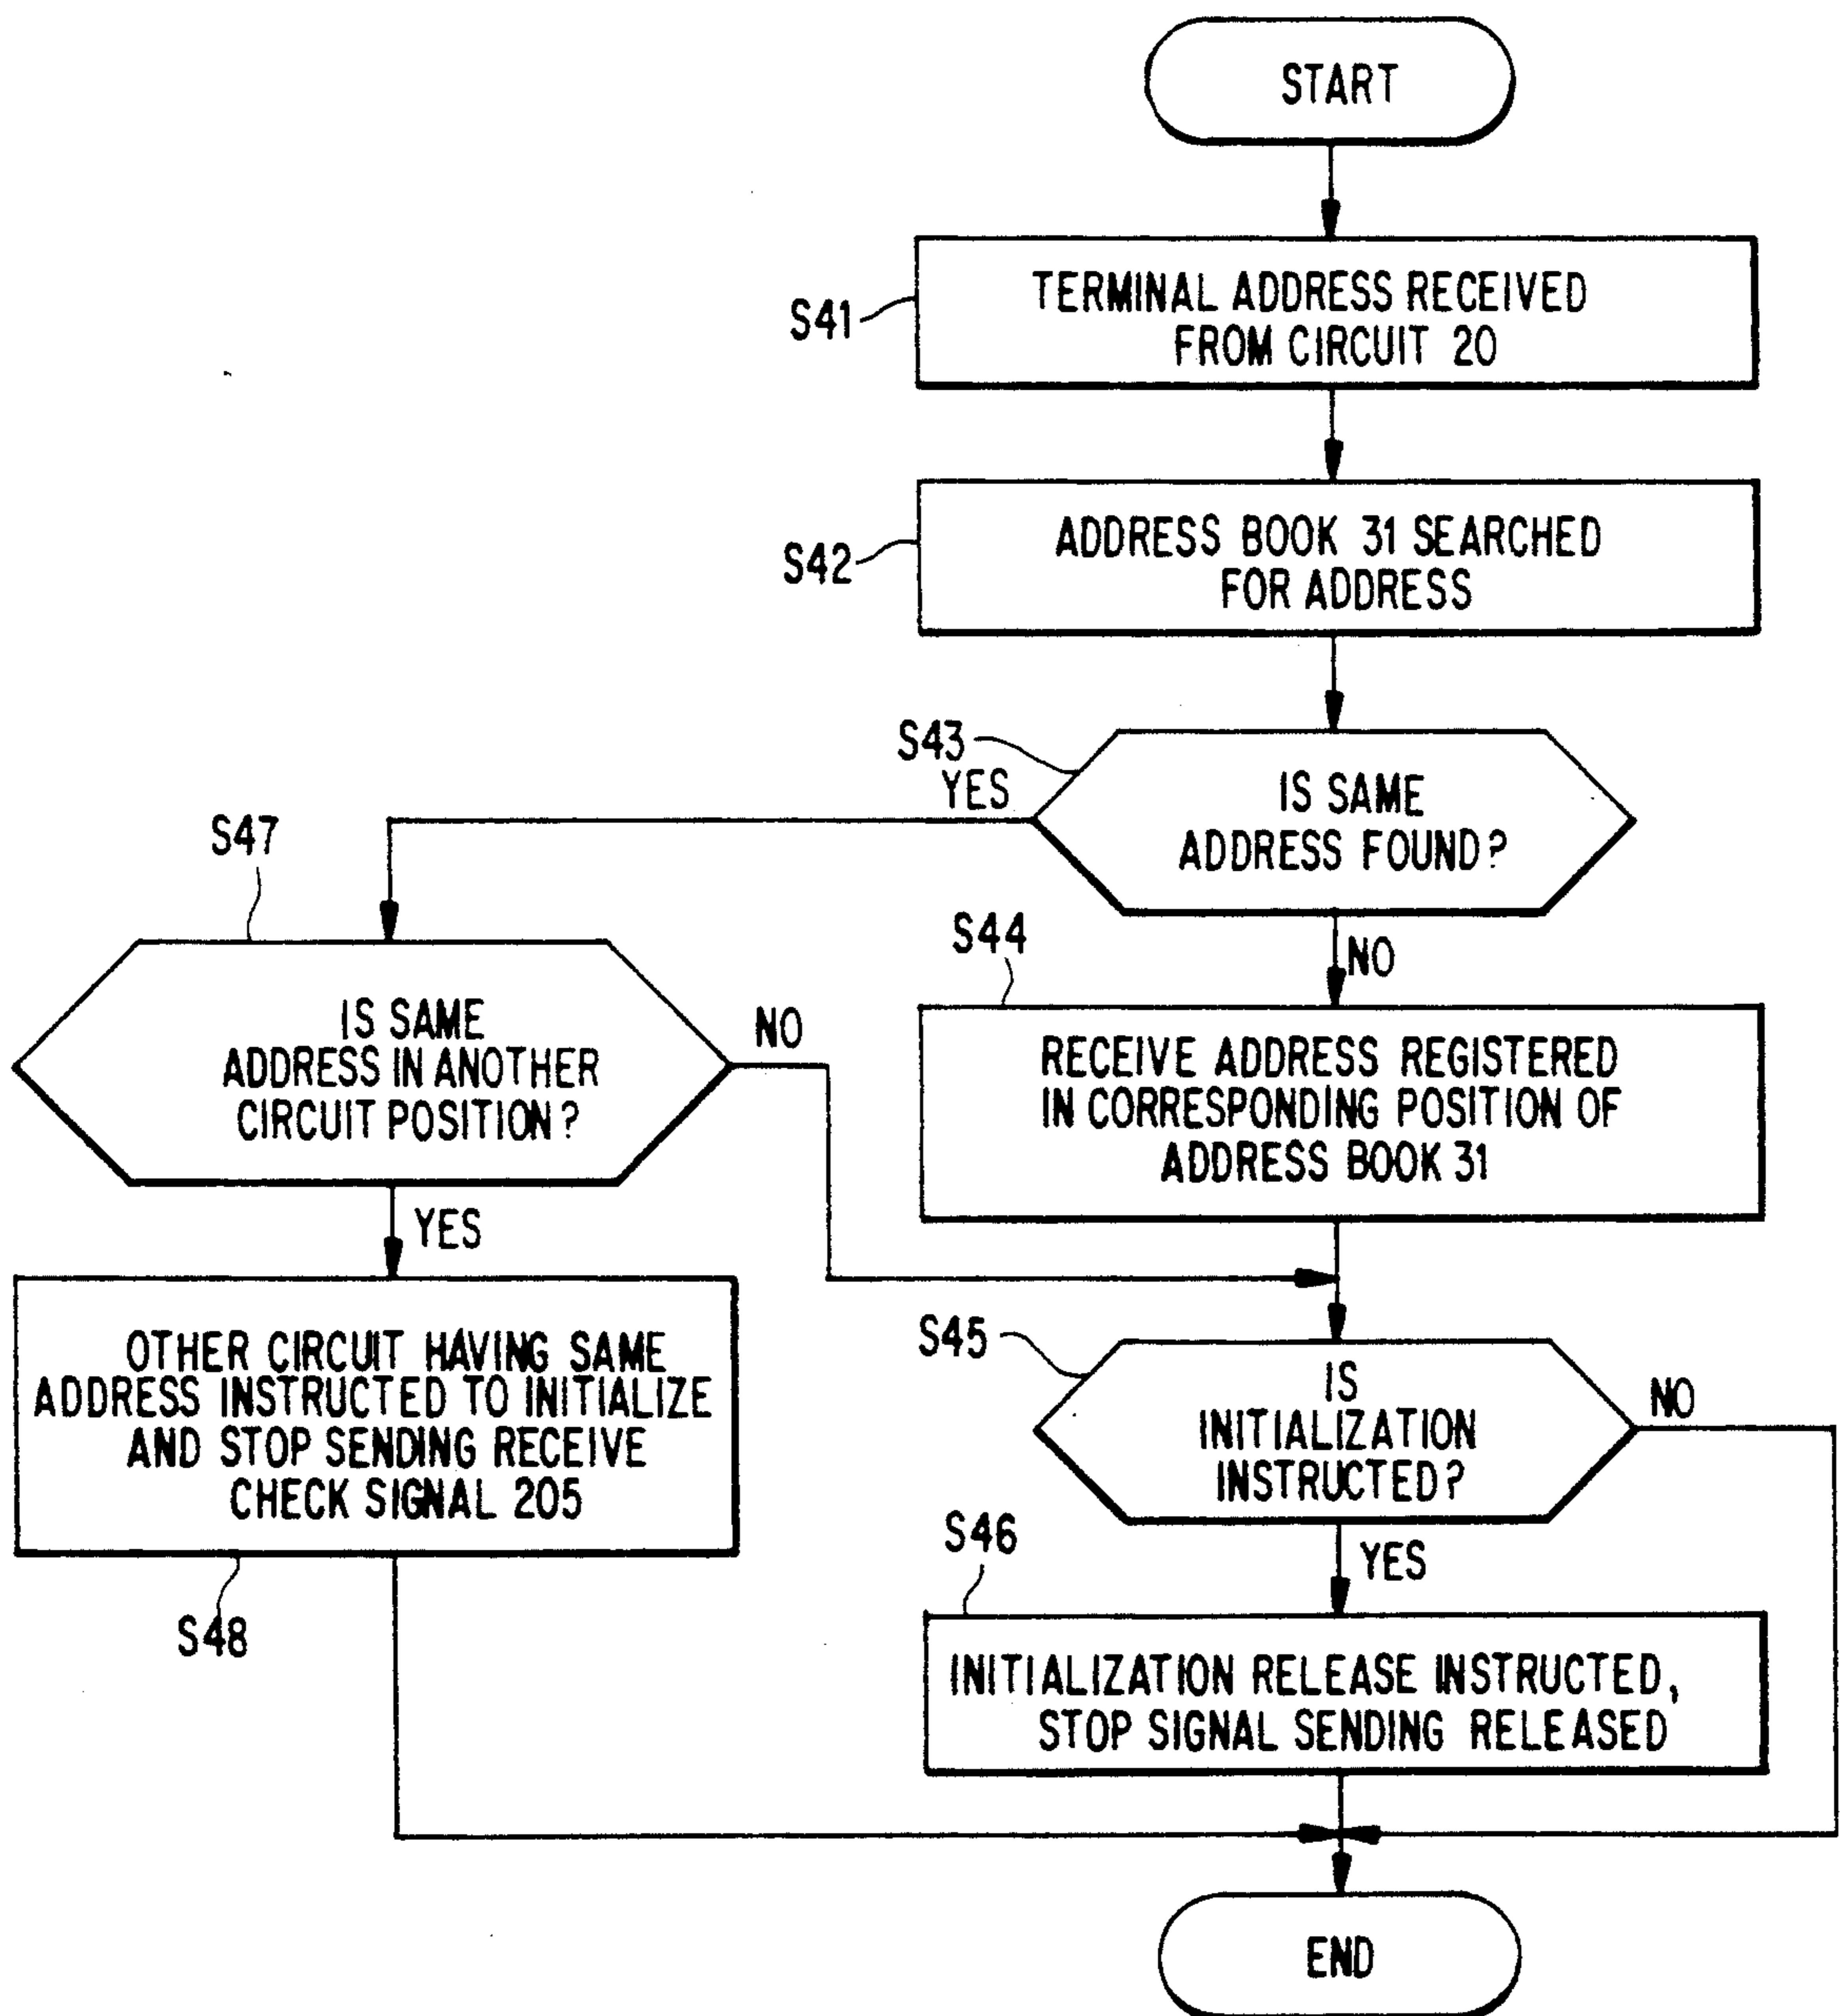 START
S41
TERMINAL ADDRESS RECEIVED
FROM CIRCUIT 20
S42
ADDRESS BOOK 31 SEARCHED
FOR ADDRESS
S43
YES
IS SAME
ADDRESS FOUND?
NO
S47
IS SAME
ADDRESS IN ANOTHER
CIRCUIT POSITION?
NO
YES
S44
RECEIVE ADDRESS REGISTERED
IN CORRESPONDING POSITION OF
ADDRESS BOOK 31
OTHER CIRCUIT HAVING SAME
ADDRESS INSTRUCTED TO INITIALIZE
AND STOP SENDING RECEIVE
CHECK SIGNAL 205
S48
S45
IS
INITIALIZATION
INSTRUCTED?
NO
YES
S46
INITIALIZATION RELEASE INSTRUCTED,
STOP SIGNAL SENDING RELEASED
END